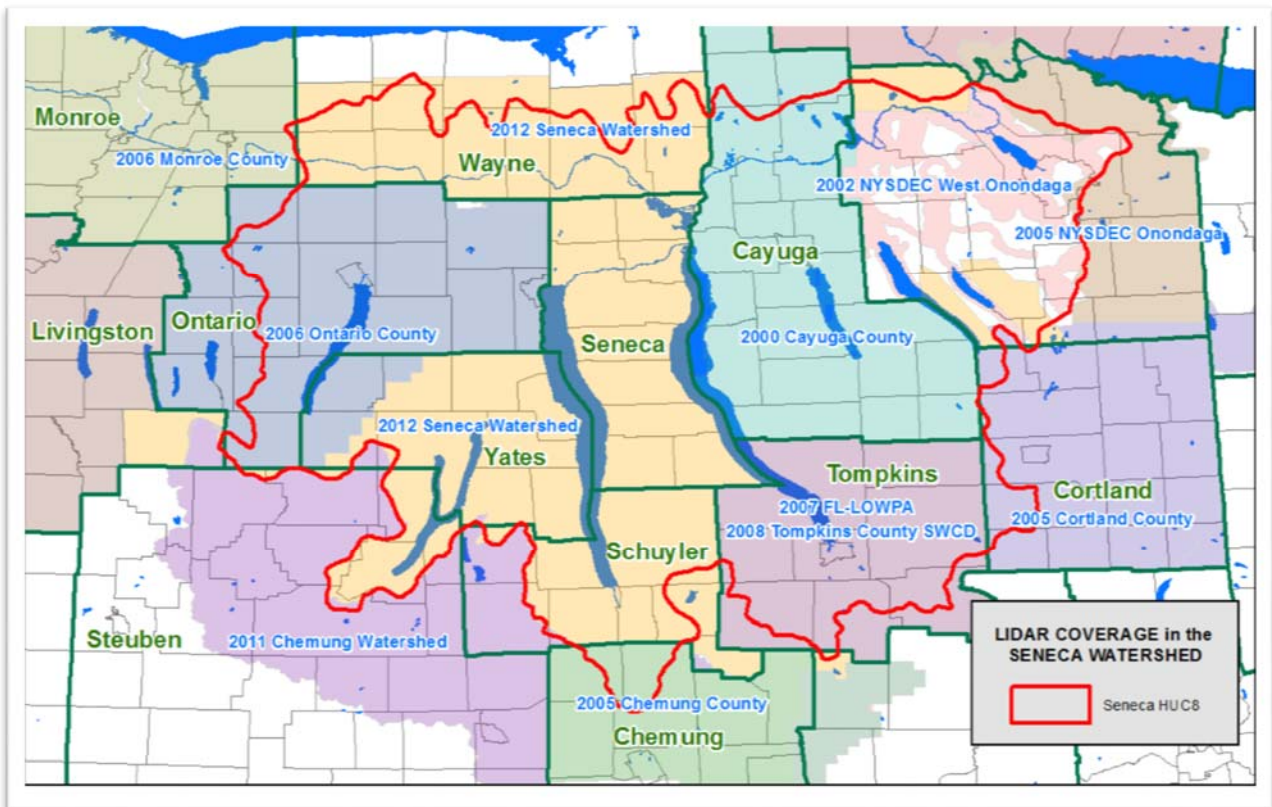 Monroe
2006 Monroe County
2012 Seneca Watershed
Wayne
2002 NYSDEC West Onondaga
2005 NYSDEC Onondaga
Cayuga
Livingston
Ontario
2006 Ontario County
Seneca
2000 Cayuga County
2012 Seneca Watershed
Yates
Tompkins
2007 FL-LOWPA
2008 Tompkins County SWCD
Cortland
2005 Cortland County
Schuyler
Steuben
2011 Chemung Watershed
2005 Chemung County
Chemung
LIDAR COVERAGE in the
SENECA WATERSHED
Seneca HUC8